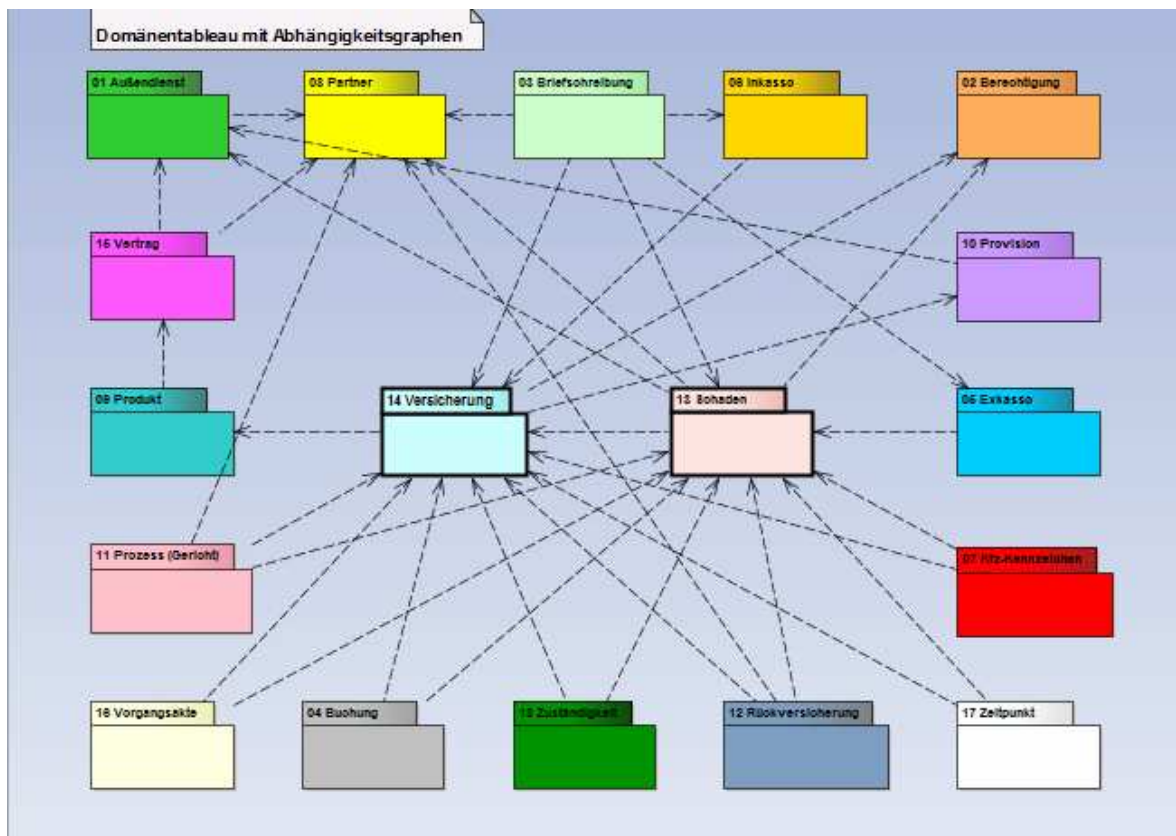 Domänentableau mit Abhängigkeitsgraphen
01 Außendienst
08 Partner
03 Briefschreibung
06 Inkasso
02 Berechtigung
15 Vertrag
10 Provision
09 Produkt
14 Versicherung
13 Schaden
05 Exkasso
11 Prozess (Gericht)
07 Kfz-Kennzeichen
16 Vorgangsakte
04 Buchung
Zuständigkeit
12 Rückversicherung
17 Zeitpunkt